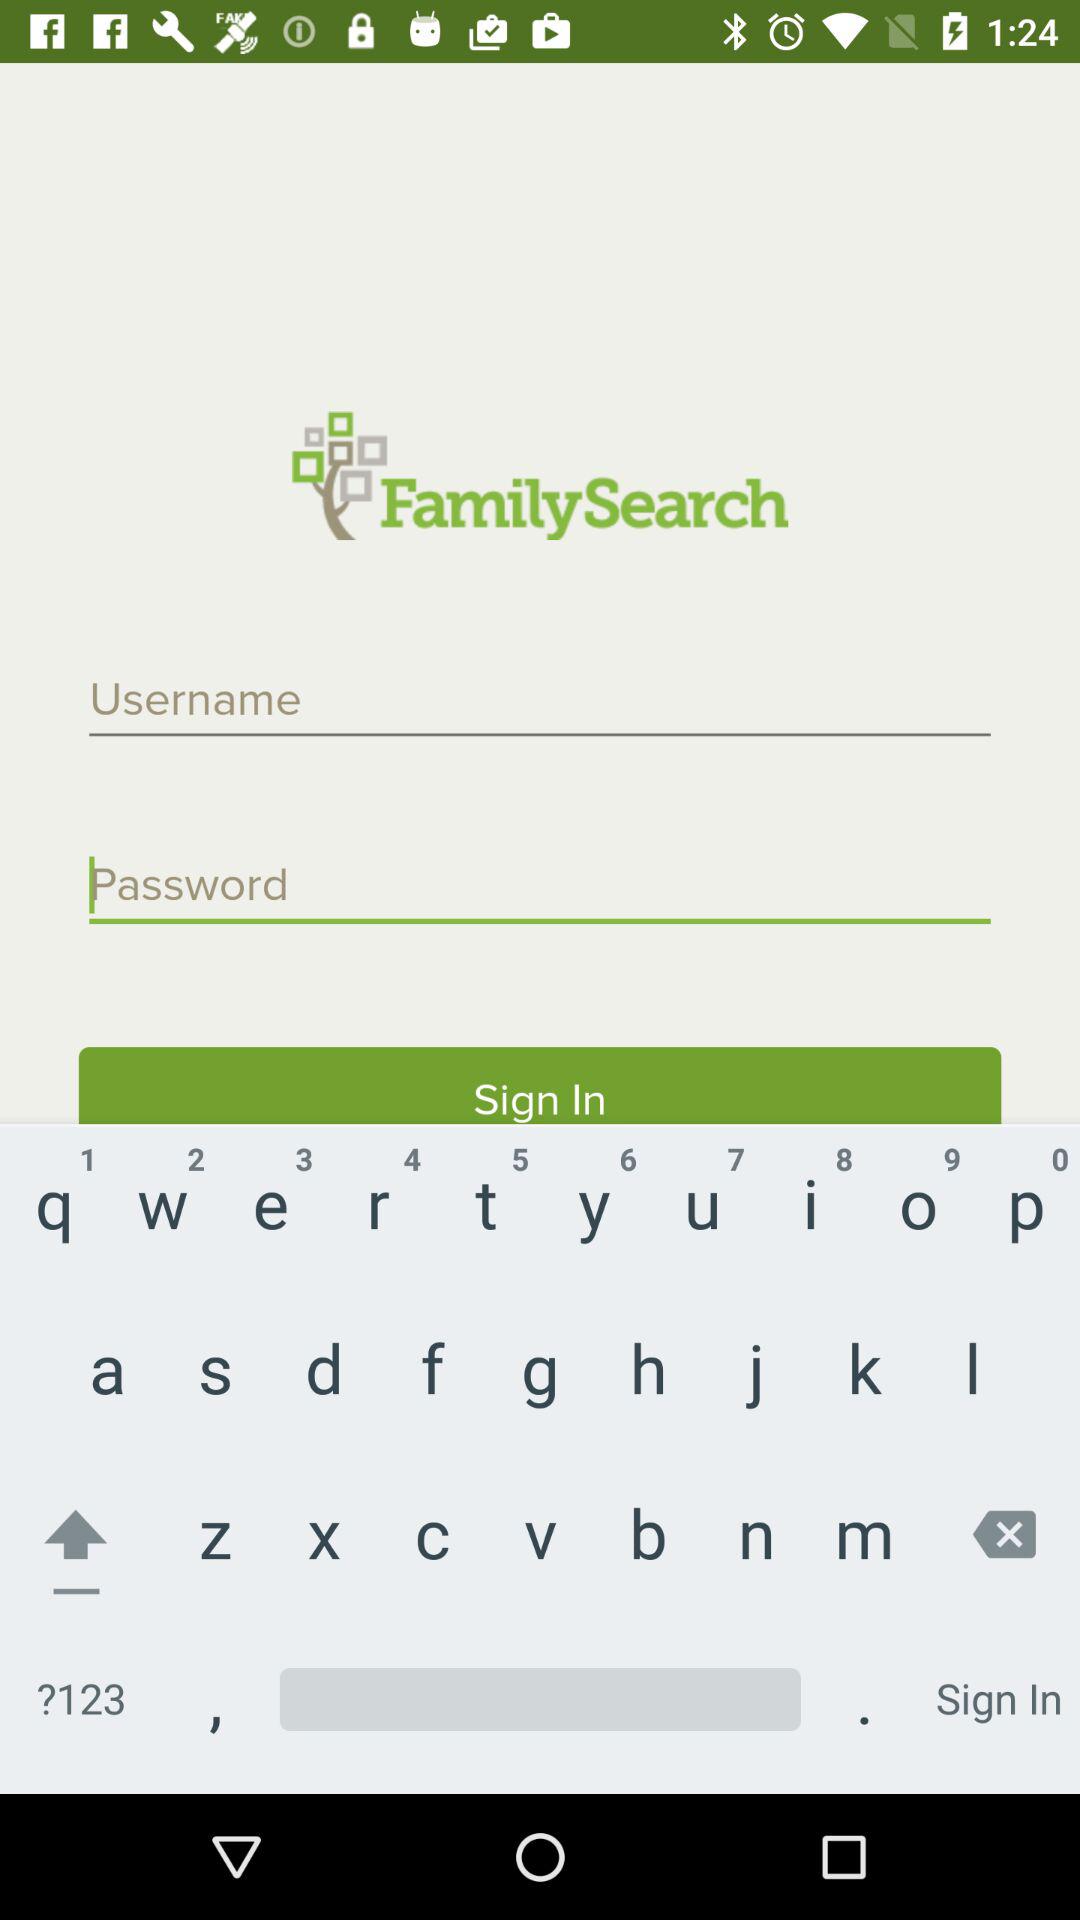 FAKE 1:24
FamilySearch
Username
Password
Sign In
1 2 3 4 5 6 7 8 9 0
q w e r t y u i o p
a s d f g h j k l
z x c v b n m
?123 , . Sign In